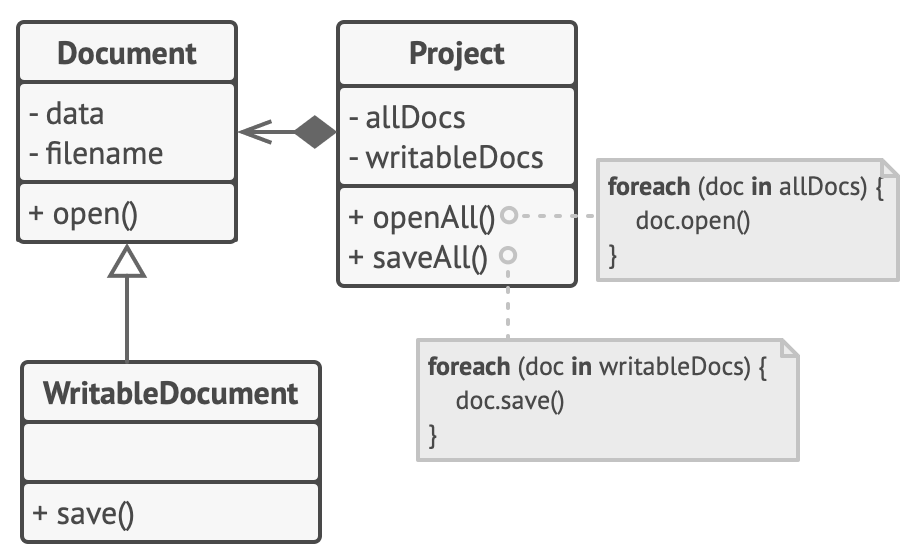 Document
- data
- filename
+ open()
Project
- allDocs
- writableDocs
+ openAll()
+ saveAll()
foreach (doc in allDocs) {
doc.open()
}
foreach (doc in writableDocs) {
doc.save()
}
WritableDocument
+ save()